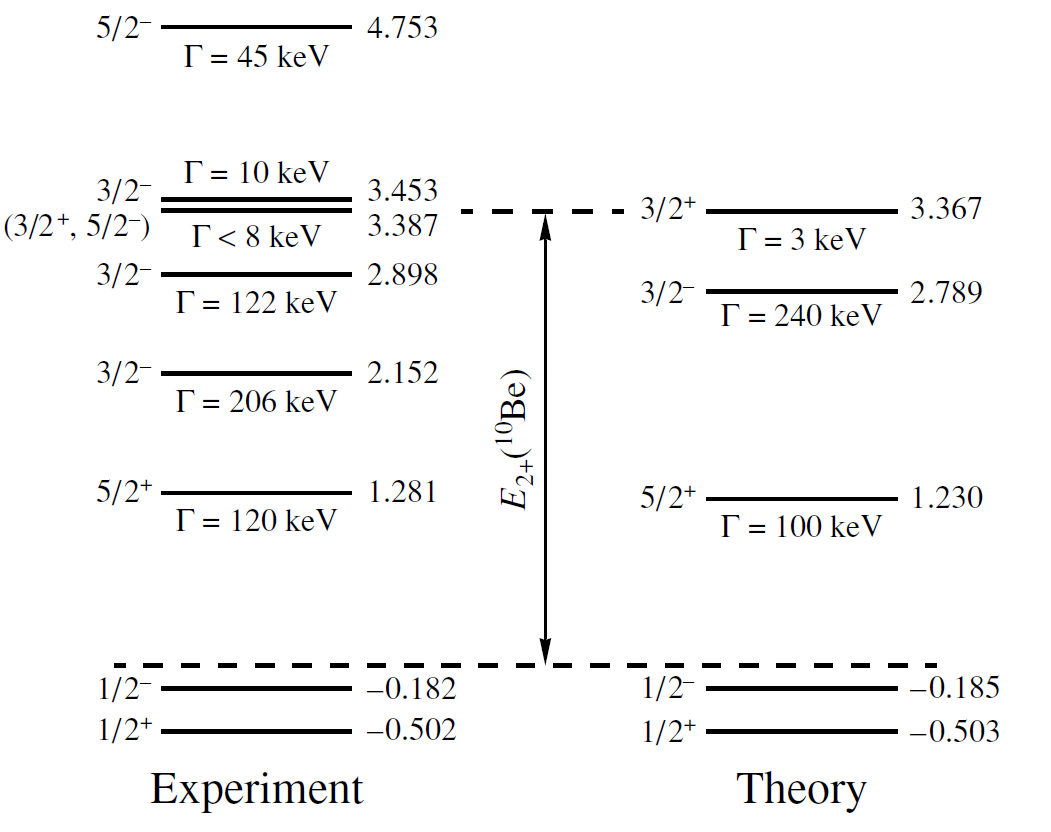 5/2⁻ 4.753
Γ = 45 keV
Γ = 10 keV
3/2⁻ 3.453
(3/2⁺, 5/2⁻) 3.387
Γ < 8 keV
3/2⁻ 2.898
Γ = 122 keV
3/2⁻ 2.152
Γ = 206 keV
5/2⁺ 1.281
Γ = 120 keV
1/2⁻ –0.182
1/2⁺ –0.502
Experiment
E₂₊(¹⁰Be)
3/2⁺ 3.367
Γ = 3 keV
3/2⁻ 2.789
Γ = 240 keV
5/2⁺ 1.230
Γ = 100 keV
1/2⁻ –0.185
1/2⁺ –0.503
Theory